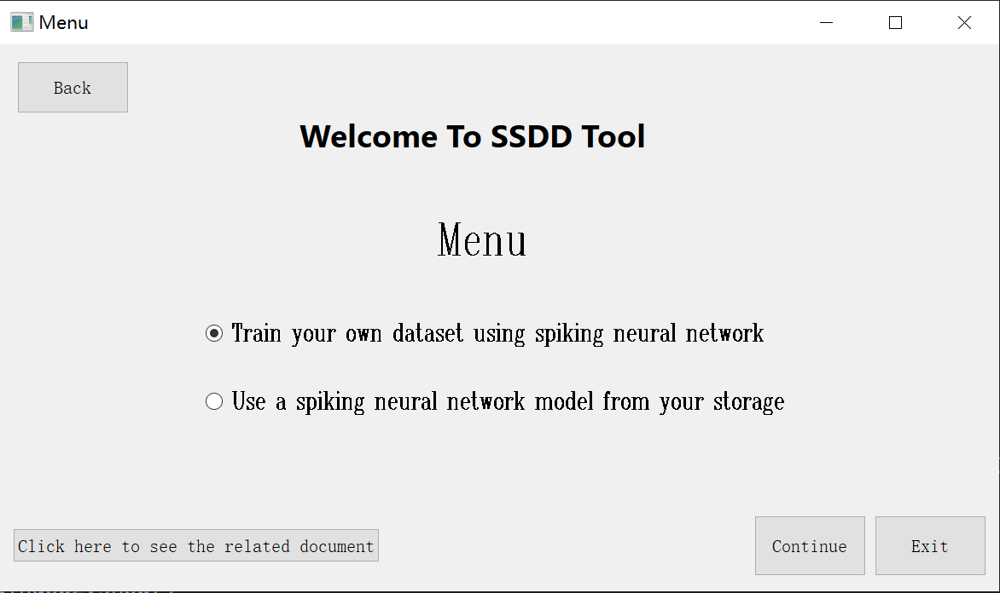 Menu
Back
Welcome To SSDD Tool
Menu
Train your own dataset using spiking neural network
Use a spiking neural network model from your storage
Click here to see the related document
Continue
Exit